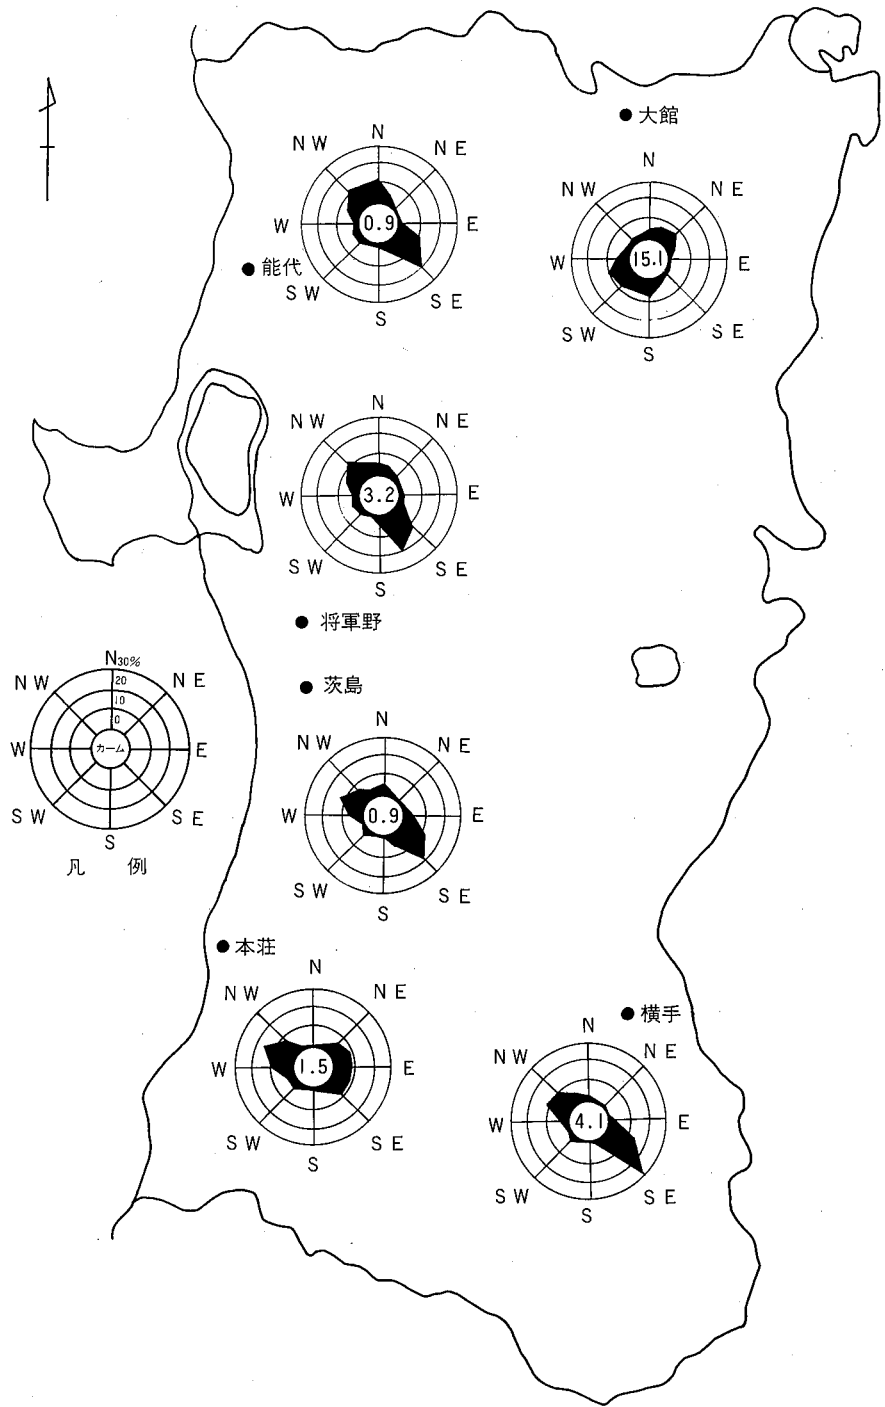 大館
N
NW
NE
W
0.9
E
SW
SE
S
能代
N
NW
NE
W
15.1
E
SW
SE
S
N
NW
NE
W
3.2
E
SW
SE
S
将軍野
茨島
N30%
20
10
0
NW
NE
W
カーム
E
SW
SE
S
凡例
N
NW
NE
W
0.9
E
SW
SE
S
本荘
N
NW
NE
W
1.5
E
SW
SE
S
横手
N
NW
NE
W
4.1
E
SW
SE
S